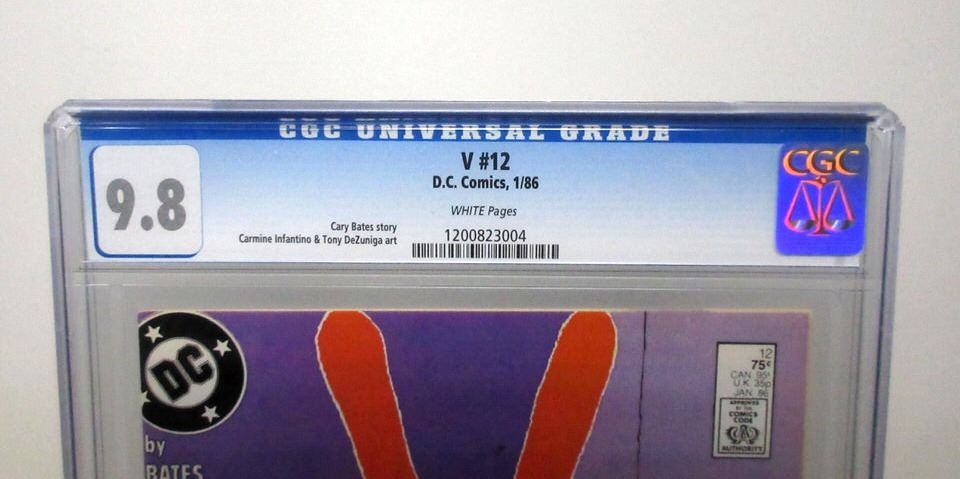 CGC UNIVERSAL GRADE
9.8
V #12
D.C. Comics, 1/86
WHITE Pages
Cary Bates story
Carmine Infantino & Tony DeZuniga art
1200823004
CGC
DC
V
by
BATES
12
75¢
CAN 95¢
U.K. 35p
JAN 86
APPROVED
BY THE
COMICS
CODE
CCA
AUTHORITY